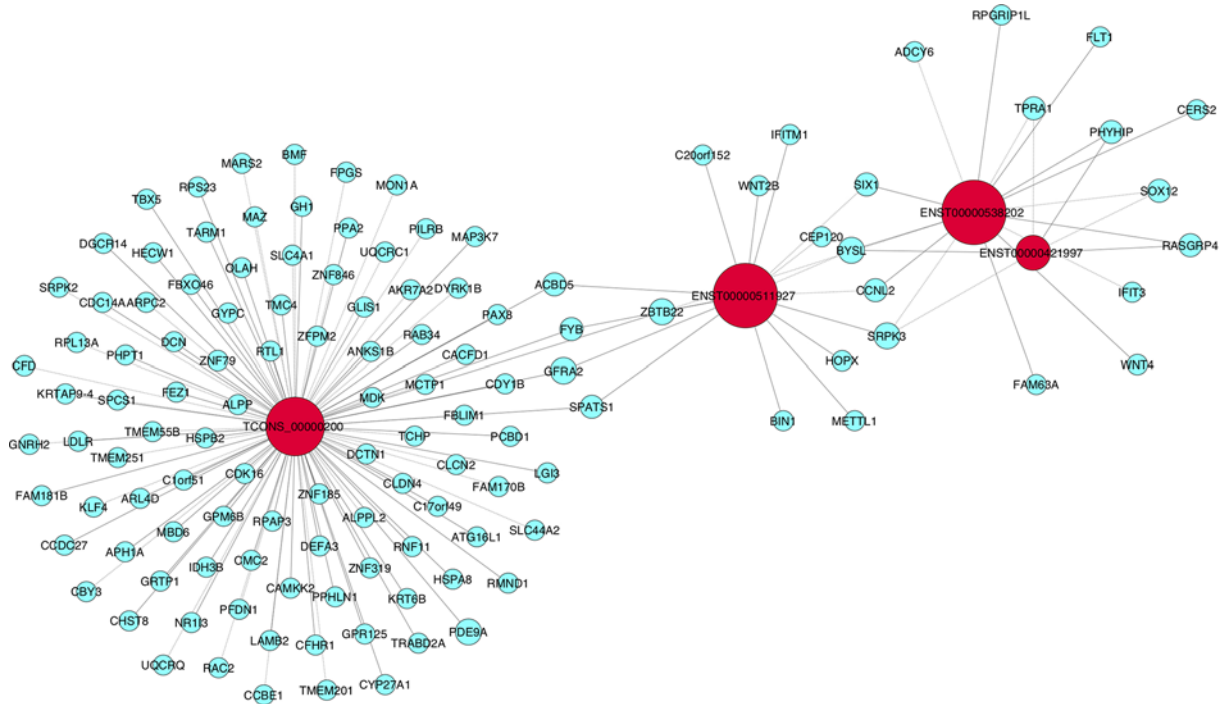 RPGRIP1L
FLT1
ADCY6
TPRA1
CERS2
PHYHIP
IFITM1
C20orf152
WNT2B
SIX1
SOX12
ENST00000538202
CEP120
BYSL
ENST00000421997
RASGRP4
IFIT3
CCNL2
ENST00000511927
ZBTB22
SRPK3
HOPX
WNT4
FAM63A
BIN1
METTL1
BMF
MARS2
FPGS
MON1A
RPS23
TBX5
GH1
MAZ
PPA2
PILRB
TARM1
MAP3K7
DGCR14
HECW1
SLC4A1
UQCRC1
OLAH
ZNF846
SRPK2
FBXO46
AKR7A2
DYRK1B
ACBD5
CDC14A
ARPC2
TMC4
GLIS1
GYPC
PAX8
FYB
RPL13A
DCN
ZFPM2
RAB34
PHPT1
ZNF79
RTL1
ANKS1B
CACFD1
CFD
GFRA2
KRTAP9-4
SPCS1
FEZ1
ALPP
MDK
MCTP1
CDY1B
SPATS1
FBLIM1
TCONS_00000200
TMEM55B
HSPB2
TCHP
PCBD1
GNRH2
LDLR
TMEM251
DCTN1
CLCN2
LGI3
C1orf51
CDK16
CLDN4
FAM170B
FAM181B
KLF4
ARL4D
ZNF185
C17orf49
GPM6B
RPAP3
ALPPL2
SLC44A2
MBD6
ATG16L1
CCDC27
APH1A
DEFA3
RNF11
CMC2
IDH3B
ZNF319
HSPA8
RMND1
CBY3
GRTP1
CAMKK2
PPHLN1
KRT6B
CHST8
NR1I3
PFDN1
LAMB2
CFHR1
GPR125
TRABD2A
PDE9A
UQCRQ
RAC2
CCBE1
TMEM201
CYP27A1